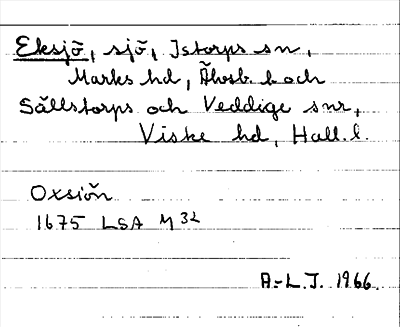 Eksjö, sjö, Istorps sn,
Marks hd, Älvsb. l. och
Sällstorps och Veddige snr,
Viske hd, Hall. l.
Oxsiön
1675 LSA M 32
A.-L. J. 1966.